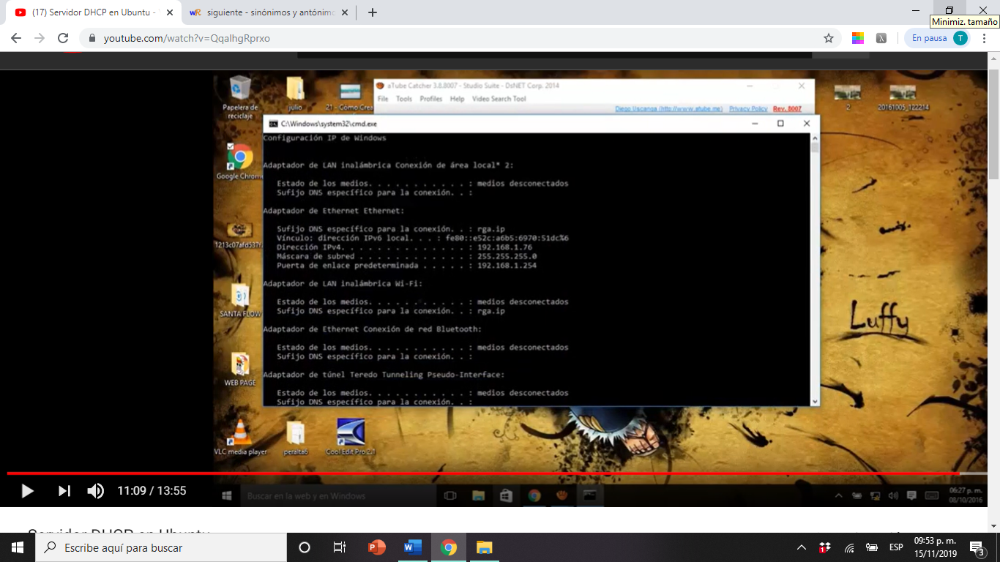 (17) Servidor DHCP en Ubuntu -
siguiente - sinónimos y antónimo
Minimiz. tamaño
youtube.com/watch?v=QqaIhgRprxo
En pausa
T
aTube Catcher 3.8.8007 - Studio Suite - DsNET Corp. 2014
File Tools Profiles Help Video Search Tool
Diego Uscanga (http://www.atube.me) Privacy Policy Rev. 8007
Papelera de reciclaje
julio
21 - Como Crea
2
20161005_122214
C:\Windows\system32\cmd.exe
Configuración IP de Windows
Adaptador de LAN inalámbrica Conexión de área local* 2:
Estado de los medios. . . . . . . . . . . : medios desconectados
Sufijo DNS específico para la conexión. . :
Adaptador de Ethernet Ethernet:
Sufijo DNS específico para la conexión. . : rga.ip
Vínculo: dirección IPv6 local. . . : fe80::e52c:a6b5:6970:51dc%6
Dirección IPv4. . . . . . . . . . . . . . : 192.168.1.76
Máscara de subred . . . . . . . . . . . . : 255.255.255.0
Puerta de enlace predeterminada . . . . . : 192.168.1.254
Adaptador de LAN inalámbrica Wi-Fi:
Estado de los medios. . . . . . . . . . . : medios desconectados
Sufijo DNS específico para la conexión. . : rga.ip
Adaptador de Ethernet Conexión de red Bluetooth:
Estado de los medios. . . . . . . . . . . : medios desconectados
Sufijo DNS específico para la conexión. . :
Adaptador de túnel Teredo Tunneling Pseudo-Interface:
Estado de los medios. . . . . . . . . . . : medios desconectados
Sufijo DNS específico para la conexión. . :
Google Chrome
SANTA FLOW
WEB PAGE
VLC media player
peralta6
Cool Edit Pro 2.1
Luffy
11:09 / 13:55
Buscar en la web y en Windows
06:27 p. m.
08/10/2016
Servidor DHCP en Ubuntu
Escribe aquí para buscar
ESP
09:53 p. m.
15/11/2019
3